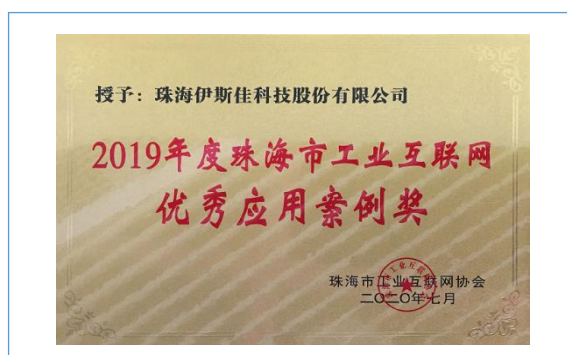 授予：珠海伊斯佳科技股份有限公司
2019年度珠海市工业互联网
优秀应用案例奖
珠海市工业互联网协会
二〇二〇年七月